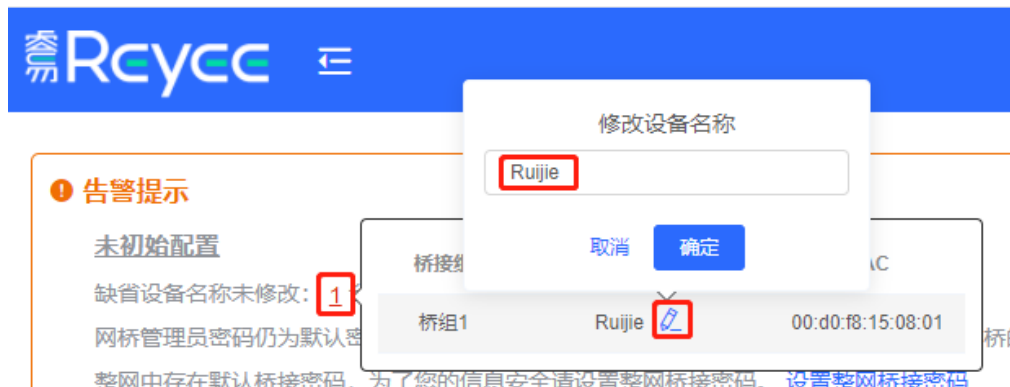 睿易 Reyee
修改设备名称
Ruijie
取消 确定
告警提示
未初始配置
缺省设备名称未修改： 1
桥接 AC
桥组1 Ruijie 00:d0:f8:15:08:01
网桥管理员密码仍为默认密
整网中存在默认桥接密码，为了您的信息安全请设置整网桥接密码。 设置整网桥接密码